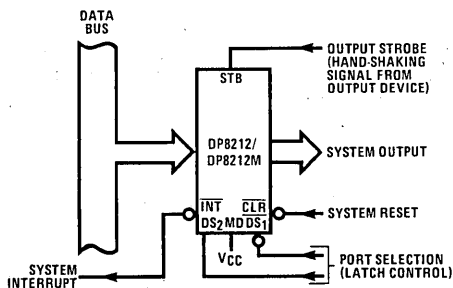 DATA
BUS
OUTPUT STROBE
(HAND-SHAKING
SIGNAL FROM
OUTPUT DEVICE)
STB
DP8212/
DP8212M
SYSTEM OUTPUT
INT CLR
SYSTEM RESET
DS2 MD DS1
VCC
PORT SELECTION
(LATCH CONTROL)
SYSTEM
INTERRUPT